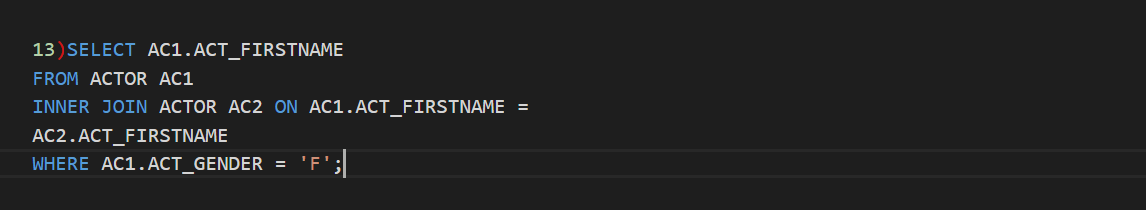 13)SELECT AC1.ACT_FIRSTNAME
FROM ACTOR AC1
INNER JOIN ACTOR AC2 ON AC1.ACT_FIRSTNAME =
AC2.ACT_FIRSTNAME
WHERE AC1.ACT_GENDER = 'F';